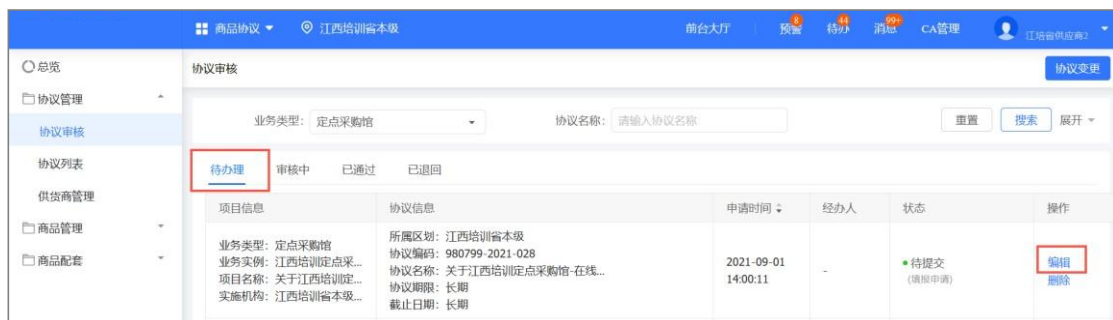 商品协议 江西培训省本级 前台大厅 预警 8 待办 44 消息 99+ CA管理 江培省供应商2
总览 协议审核 协议变更
协议管理
业务类型： 定点采购馆 协议名称： 请输入协议名称 重置 搜索 展开
协议审核
协议列表 待办理 审核中 已通过 已退回
供货商管理
项目信息 协议信息 申请时间 经办人 状态 操作
商品管理
商品配套
业务类型：定点采购馆
业务实例：江西培训定点采...
项目名称：关于江西培训定...
实施机构：江西培训省本级...
所属区划：江西培训省本级
协议编码：980799-2021-028
协议名称：关于江西培训定点采购馆-在线...
协议期限：长期
截止日期：长期
2021-09-01
14:00:11
-
待提交
(填报申请)
编辑
删除